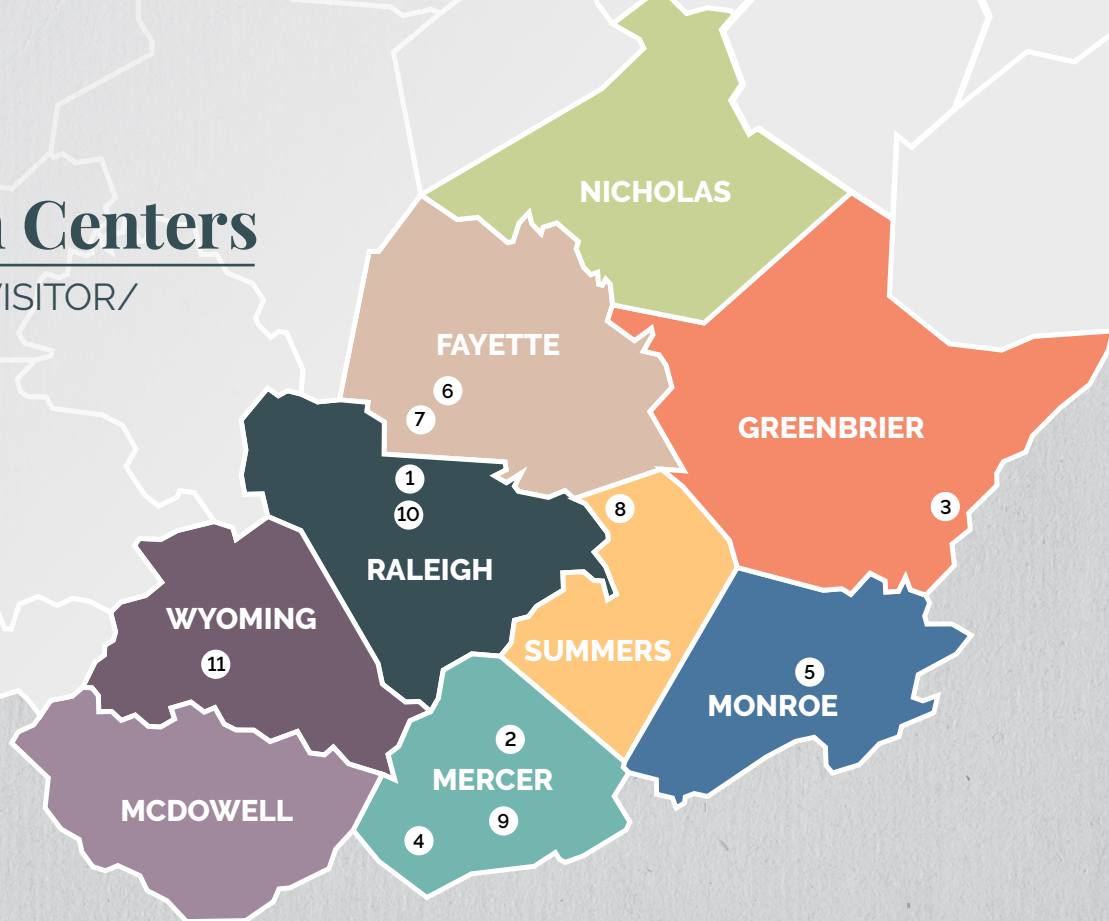 Centers
VISITOR/
NICHOLAS
FAYETTE
6
7
GREENBRIER
1
8
3
10
RALEIGH
WYOMING
SUMMERS
11
5
MONROE
2
MERCER
MCDOWELL
9
4